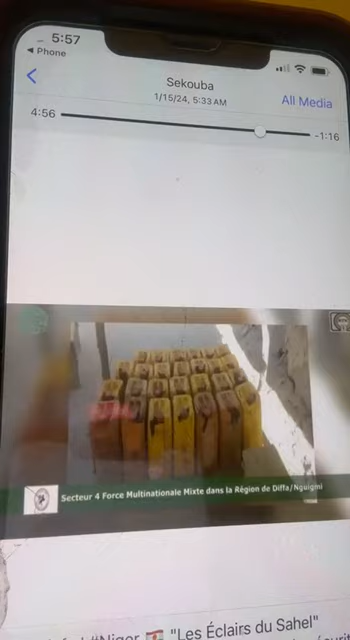 5:57
◀ Phone
Sekouba
1/15/24, 5:33 AM
All Media
4:56
-1:16
Secteur 4 Force Multinationale Mixte dans la Région de Diffa/Nguigmi
#Niger 🇳🇪 "Les Éclairs du Sahel"